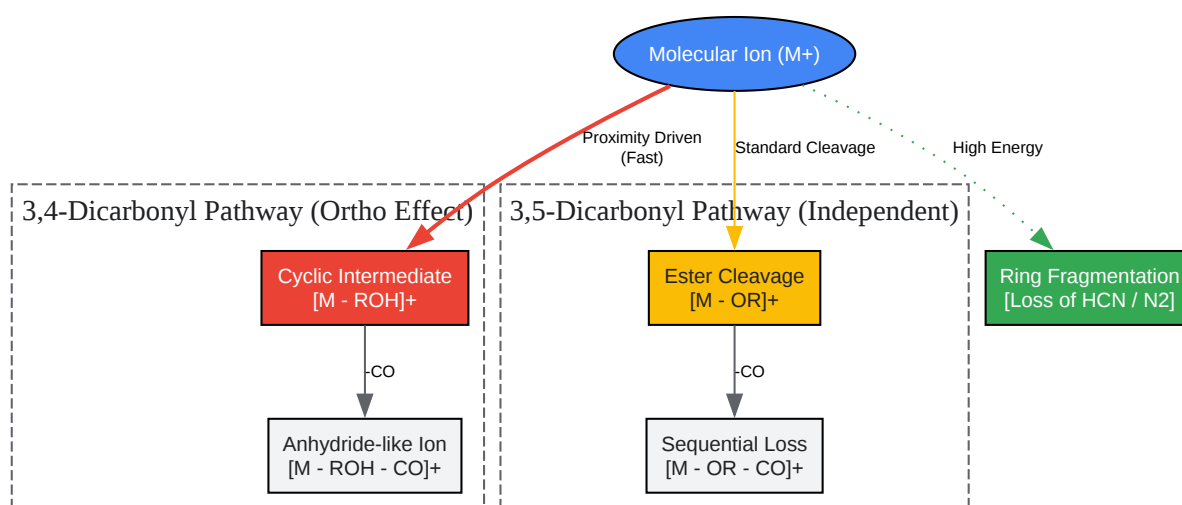 Molecular Ion (M+)
Proximity Driven
(Fast)
Standard Cleavage
High Energy
3,4-Dicarbonyl Pathway (Ortho Effect)
3,5-Dicarbonyl Pathway (Independent)
Cyclic Intermediate
[M - ROH]+
Ester Cleavage
[M - OR]+
Ring Fragmentation
[Loss of HCN / N2]
-CO
-CO
Anhydride-like Ion
[M - ROH - CO]+
Sequential Loss
[M - OR - CO]+